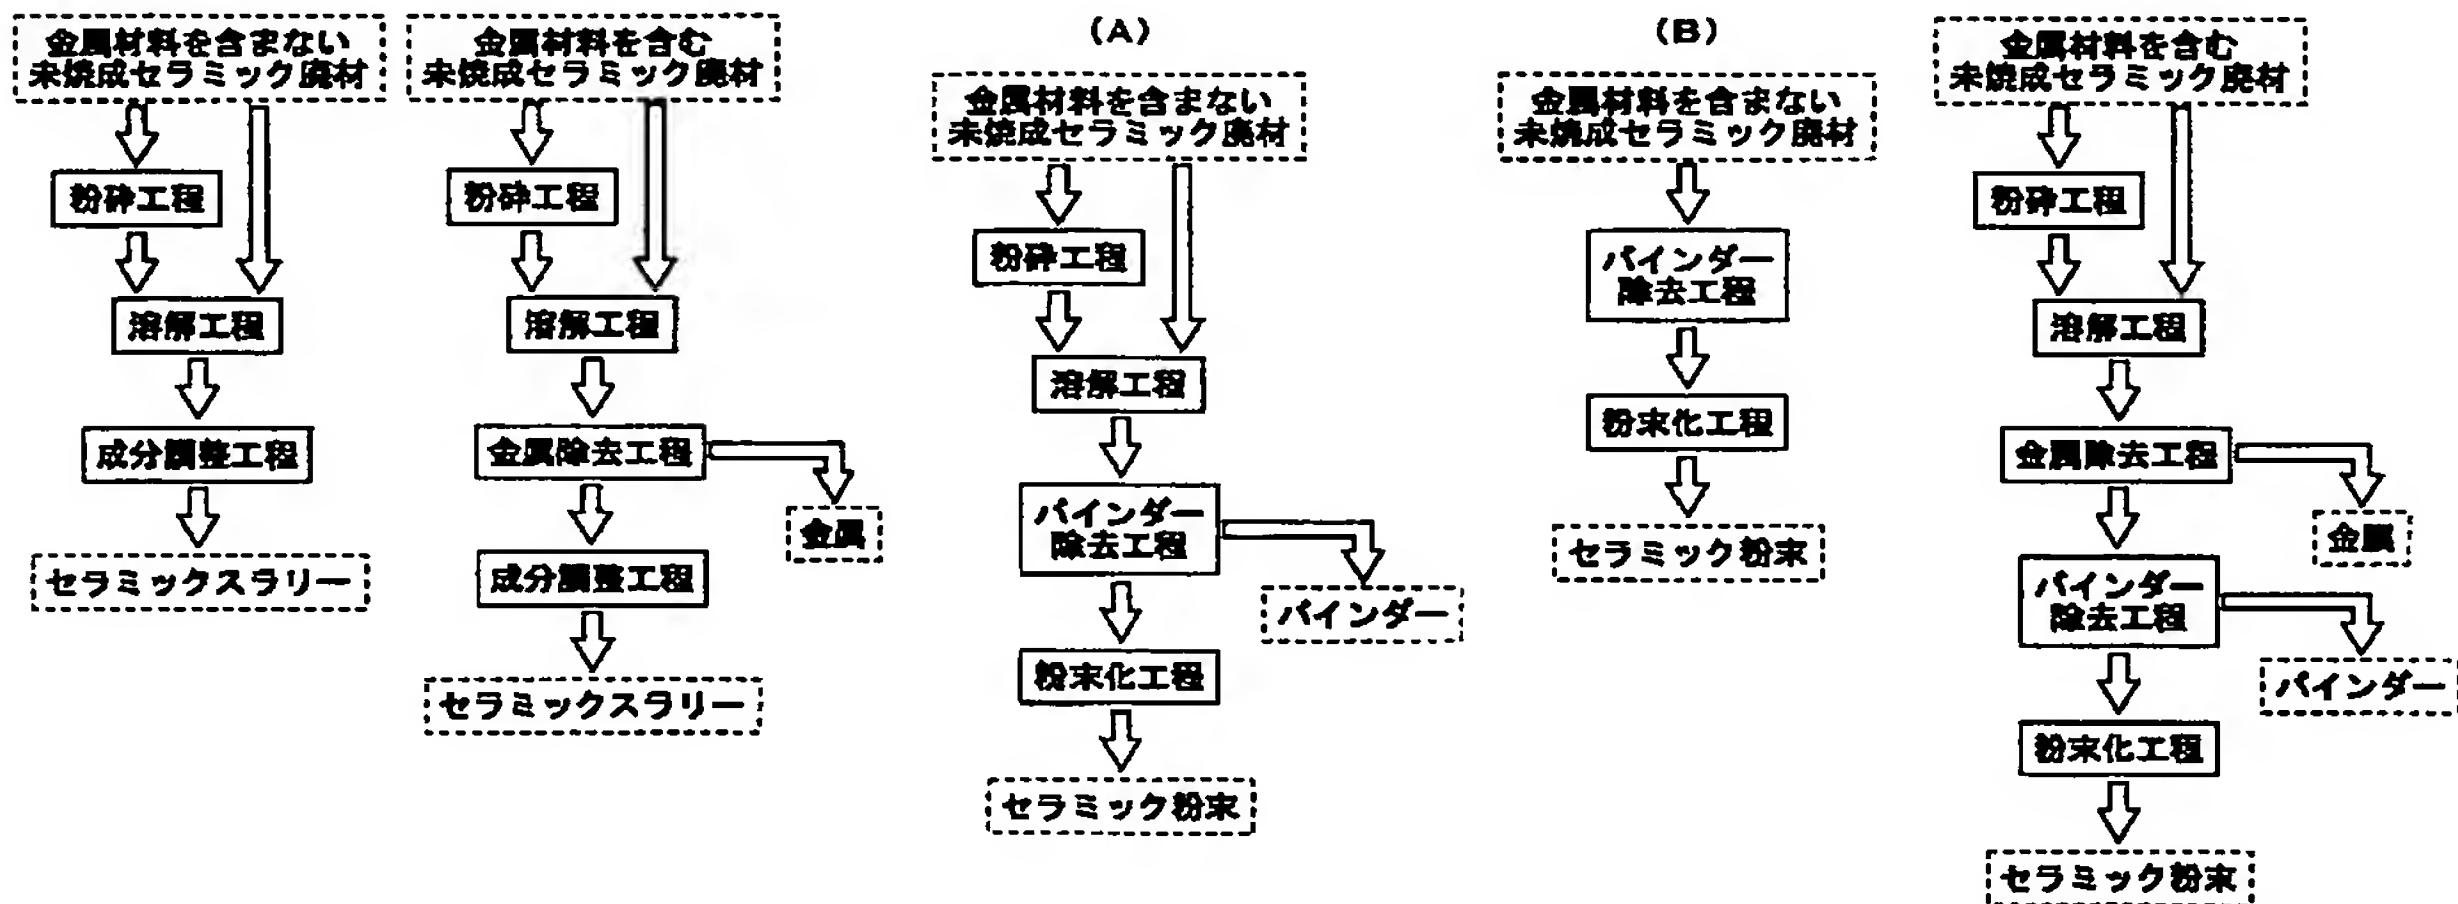 金属材料を含まない
未焼成セラミック廃材
粉砕工程
溶解工程
成分調整工程
セラミックスラリー
金属材料を含む
未焼成セラミック廃材
粉砕工程
溶解工程
金属除去工程
金属
成分調整工程
セラミックスラリー
(A)
金属材料を含まない
未焼成セラミック廃材
粉砕工程
溶解工程
バインダー
除去工程
バインダー
粉末化工程
セラミック粉末
(B)
金属材料を含まない
未焼成セラミック廃材
バインダー
除去工程
粉末化工程
セラミック粉末
金属材料を含む
未焼成セラミック廃材
粉砕工程
溶解工程
金属除去工程
金属
バインダー
除去工程
バインダー
粉末化工程
セラミック粉末